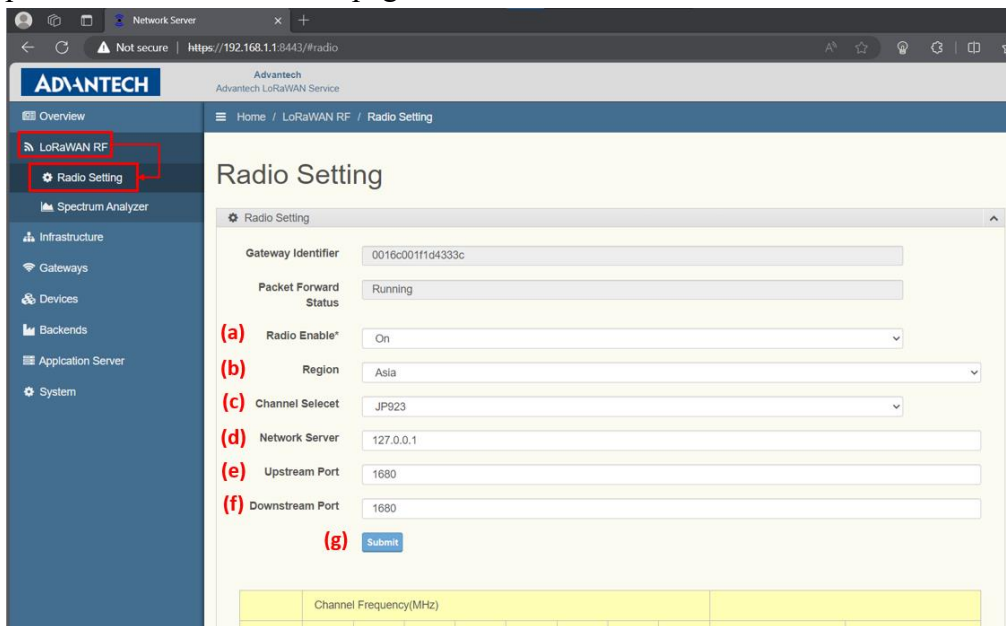 Network Server
Not secure | https://192.168.1.1:8443/#radio
ADVANTECH
Advantech
Advantech LoRaWAN Service
Overview
LoRaWAN RF
Radio Setting
Spectrum Analyzer
Infrastructure
Gateways
Devices
Backends
Applcation Server
System
Home / LoRaWAN RF / Radio Setting
Radio Setting
Radio Setting
Gateway Identifier 0016c001f1d4333c
Packet Forward Status Running
(a) Radio Enable* On
(b) Region Asia
(c) Channel Selecet JP923
(d) Network Server 127.0.0.1
(e) Upstream Port 1680
(f) Downstream Port 1680
(g) Submit
Channel Frequency(MHz)